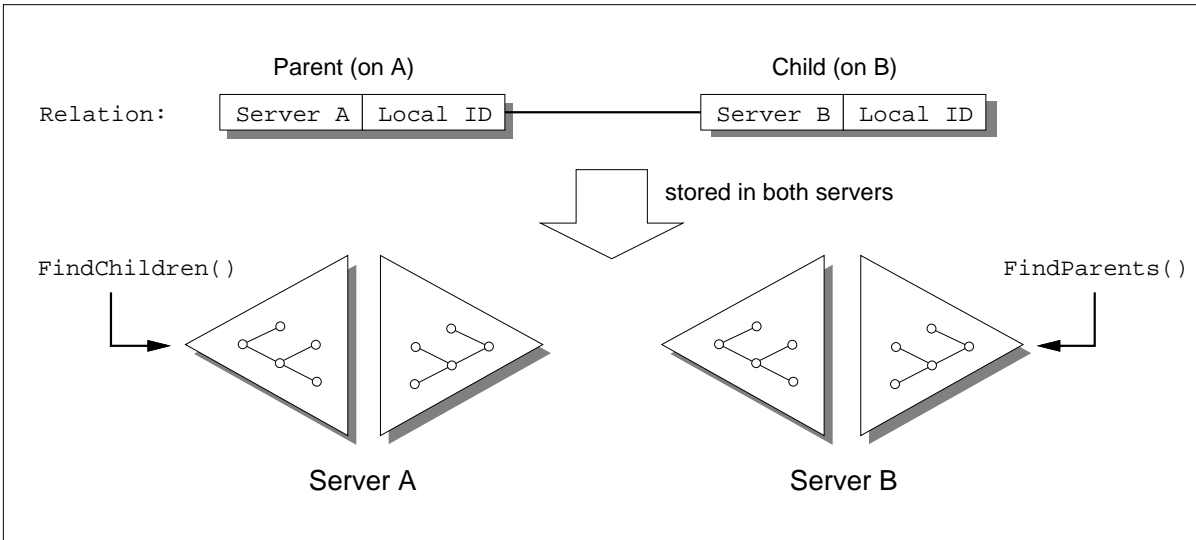 Parent (on A)
Child (on B)
Relation:
Server A
Local ID
Server B
Local ID
stored in both servers
FindChildren()
FindParents()
Server A
Server B